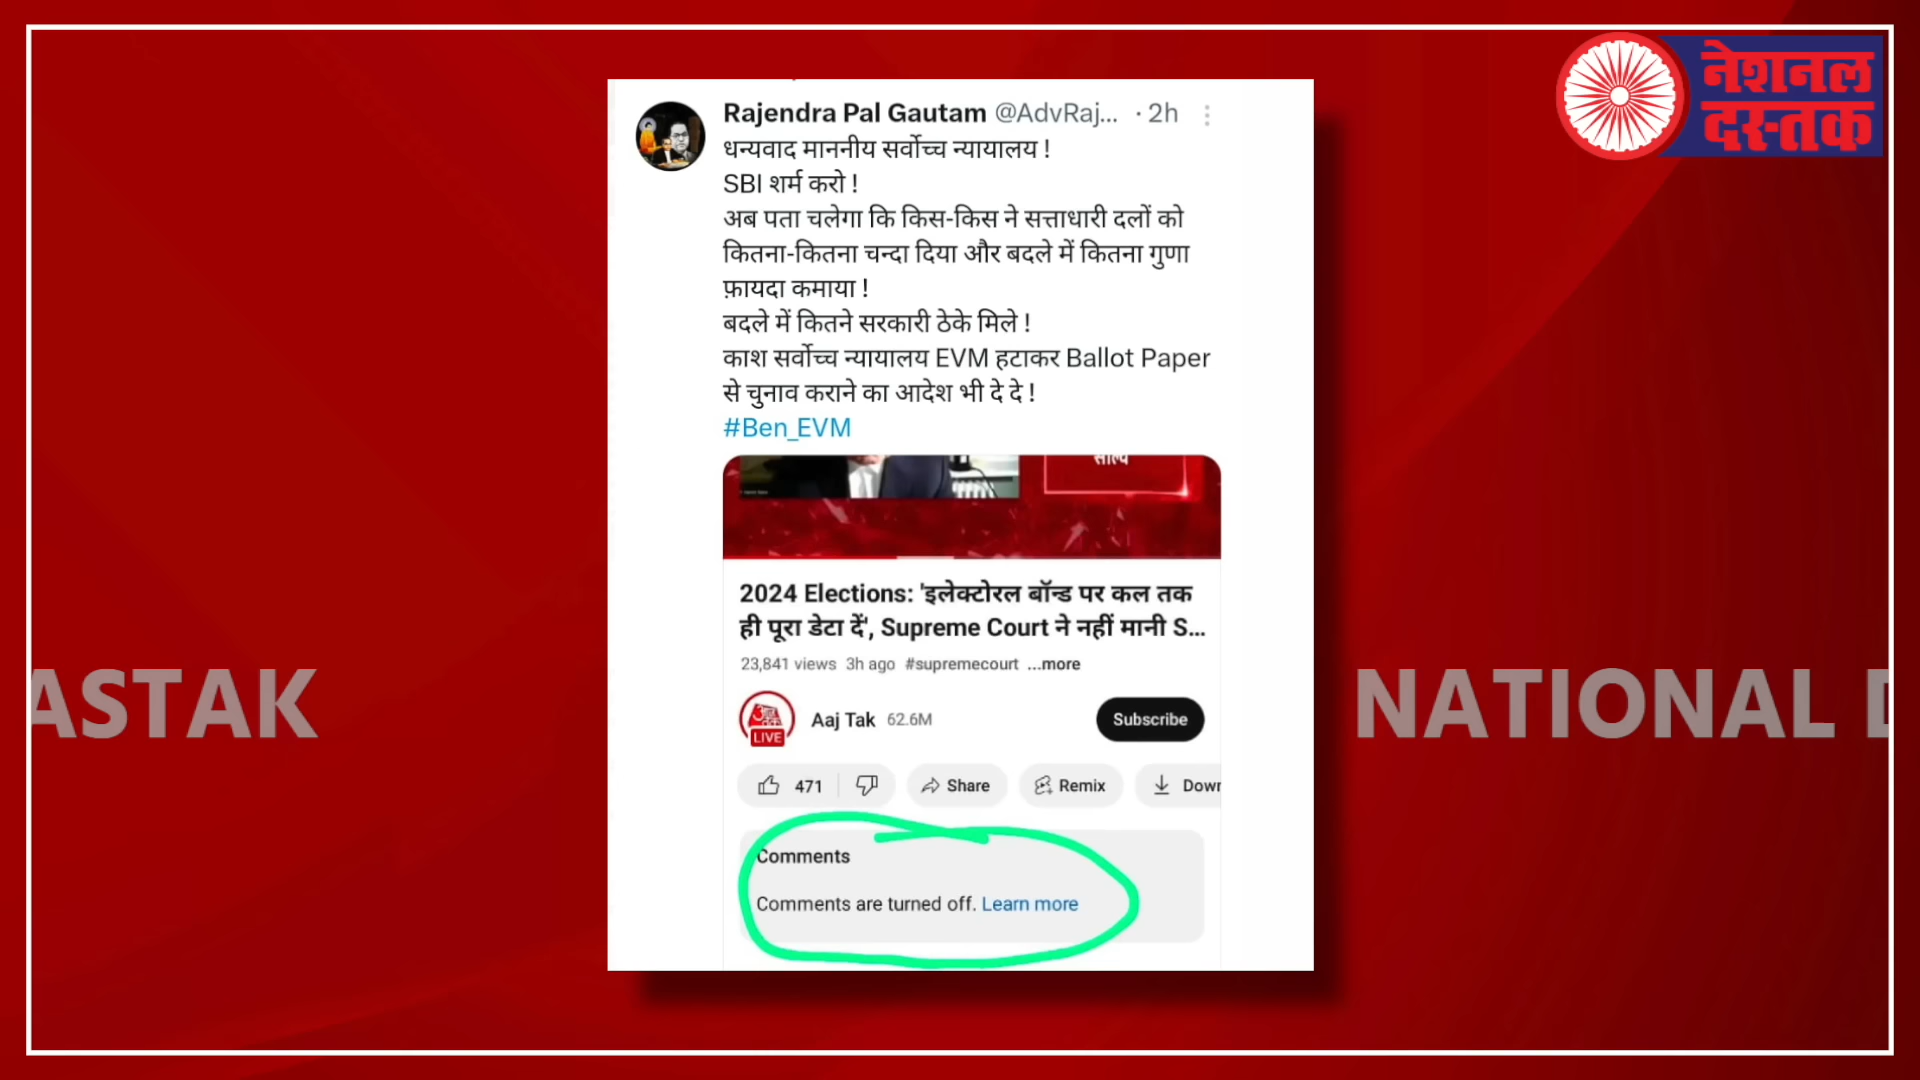 नेशनल
दस्तक
Rajendra Pal Gautam @AdvRaj... · 2h
धन्यवाद माननीय सर्वोच्च न्यायालय !
SBI शर्म करो !
अब पता चलेगा कि किस-किस ने सत्ताधारी दलों को
कितना-कितना चन्दा दिया और बदले में कितना गुणा
फ़ायदा कमाया !
बदले में कितने सरकारी ठेके मिले !
काश सर्वोच्च न्यायालय EVM हटाकर Ballot Paper
से चुनाव कराने का आदेश भी दे दे !
#Ben_EVM
साल्व
2024 Elections: 'इलेक्टोरल बॉन्ड पर कल तक
ही पूरा डेटा दें', Supreme Court ने नहीं मानी S...
23,841 views 3h ago #supremecourt ...more
आज तक
LIVE
Aaj Tak 62.6M
Subscribe
471
Share
Remix
Down
Comments
Comments are turned off. Learn more
ASTAK
NATIONAL D